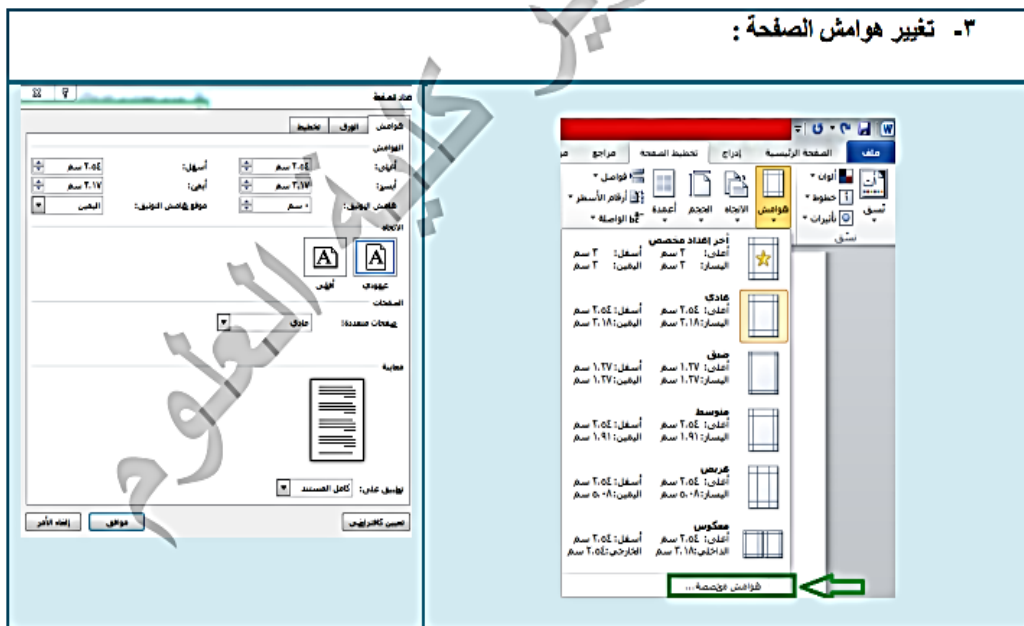 ٣- تغيير هوامش الصفحة :
ملف
الصفحة الرئيسية
إدراج
تخطيط الصفحة
مراجع
ألوان
خطوط
تأثيرات
نسق
نسق
هوامش
الاتجاه
الحجم
أعمدة
فواصل
أرقام الأسطر
الواصلة
آخر إعداد مخصص
أعلى: ٣ سم أسفل: ٣ سم
اليسار: ٣ سم اليمين: ٣ سم
عادي
أعلى: ٢.٥٤ سم أسفل: ٢.٥٤ سم
اليسار: ٣.١٨ سم اليمين: ٣.١٨ سم
ضيق
أعلى: ١.٢٧ سم أسفل: ١.٢٧ سم
اليسار: ١.٢٧ سم اليمين: ١.٢٧ سم
متوسط
أعلى: ٢.٥٤ سم أسفل: ٢.٥٤ سم
اليسار: ١.٩١ سم اليمين: ١.٩١ سم
عريض
أعلى: ٢.٥٤ سم أسفل: ٢.٥٤ سم
اليسار: ٥.٠٨ سم اليمين: ٥.٠٨ سم
معكوس
أعلى: ٢.٥٤ سم أسفل: ٢.٥٤ سم
الداخلي: ٣.١٨ سم الخارجي: ٢.٥٤ سم
هوامش مخصصة...
إعداد الصفحة
هوامش الورق تخطيط
الهوامش
أعلى: ٢.٥٤ سم أسفل: ٢.٥٤ سم
أيسر: ٣.١٧ سم أيمن: ٣.١٧ سم
هامش التوثيق: ٠ سم موقع هامش التوثيق: اليمين
الاتجاه
عمودي أفقي
الصفحات
صفحات متعددة: عادي
معاينة
تطبيق على: كامل المستند
تعيين كافتراضي
موافق
إلغاء الأمر
كلية العلوم